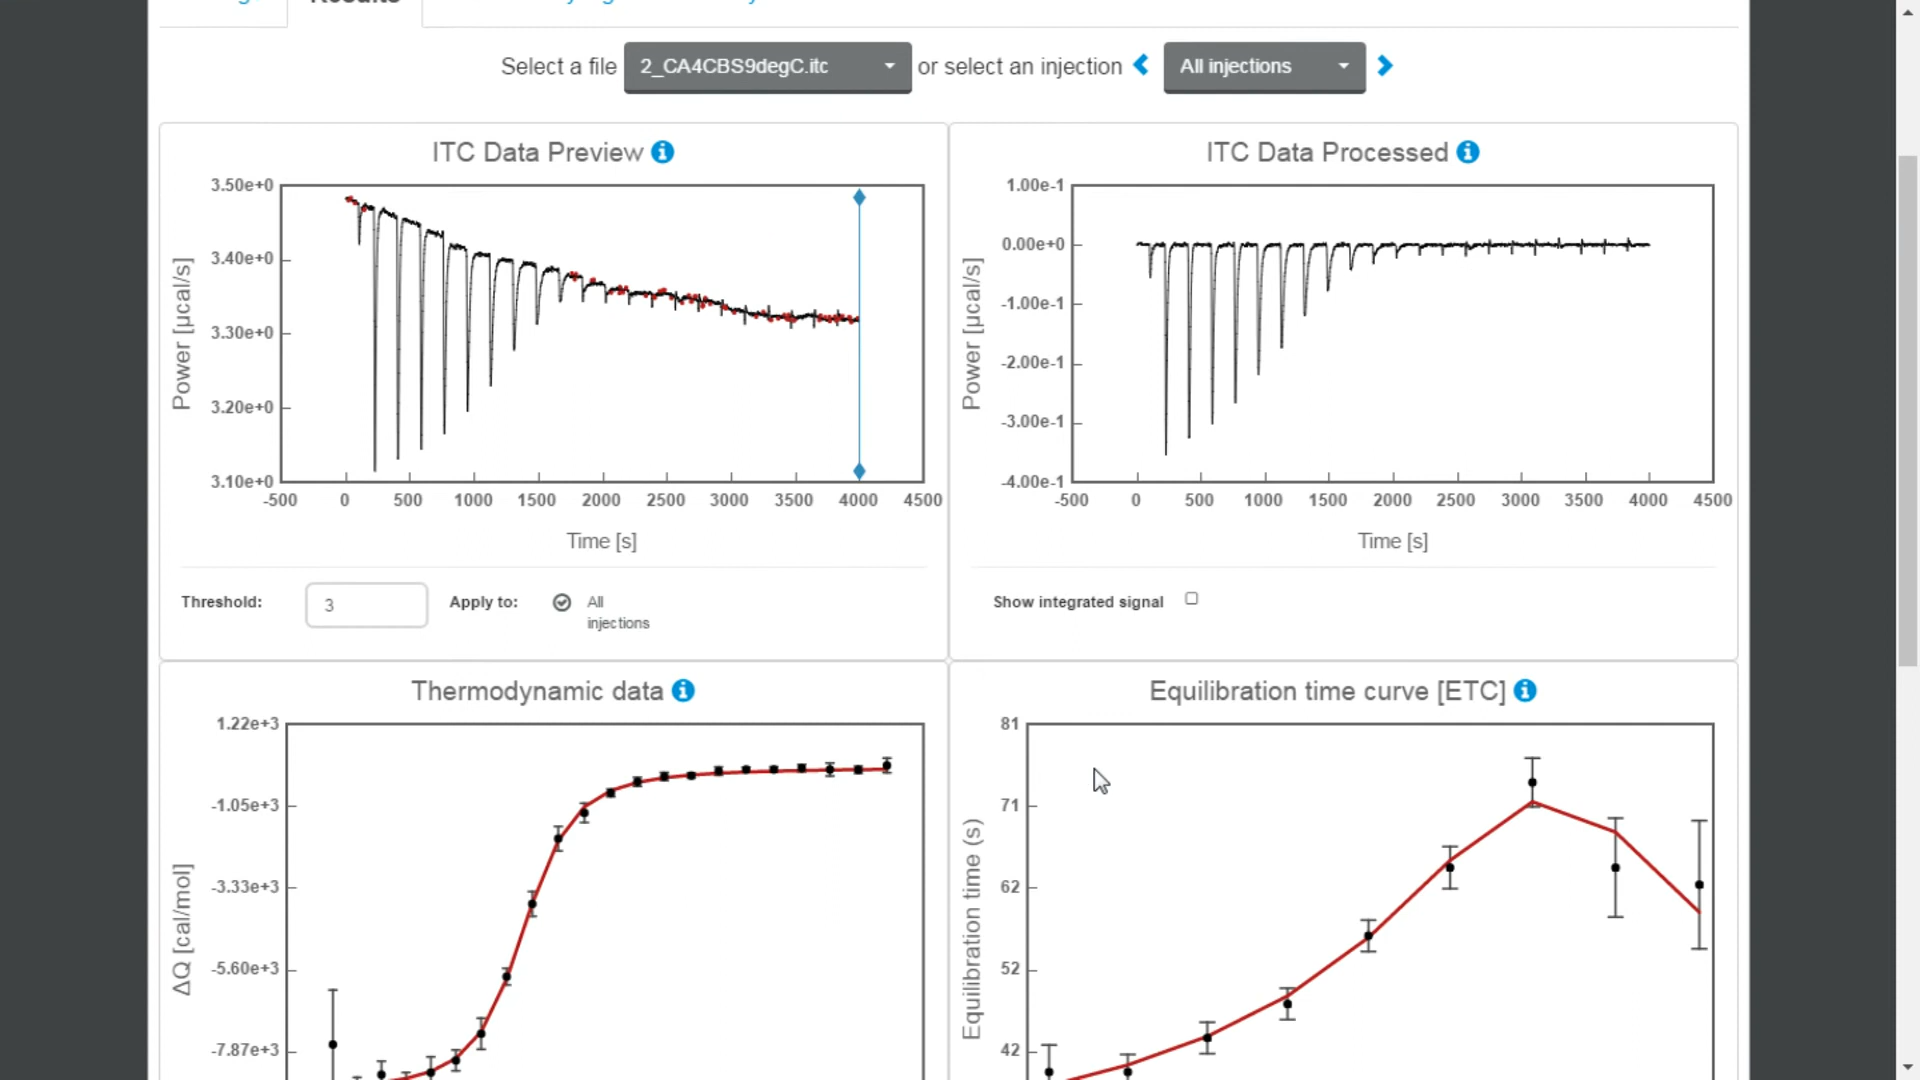 Results
Select a file 2_CA4CBS9degC.itc or select an injection All injections
ITC Data Preview
3.50e+0
3.40e+0
3.30e+0
3.20e+0
3.10e+0
Power [µcal/s]
-500 0 500 1000 1500 2000 2500 3000 3500 4000 4500
Time [s]
Threshold: 3 Apply to: All
injections
ITC Data Processed
1.00e-1
0.00e+0
-1.00e-1
-2.00e-1
-3.00e-1
-4.00e-1
Power [µcal/s]
-500 0 500 1000 1500 2000 2500 3000 3500 4000 4500
Time [s]
Show integrated signal
Thermodynamic data
1.22e+3
-1.05e+3
-3.33e+3
-5.60e+3
-7.87e+3
ΔQ [cal/mol]
Equilibration time curve [ETC]
81
71
62
52
42
Equilibration time (s)